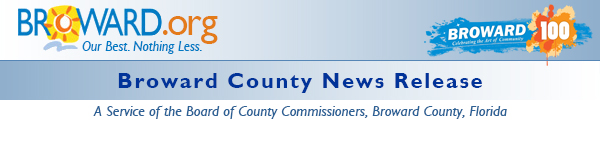 BROWARD.org
Our Best. Nothing Less.
BROWARD 100
Celebrating the Art of Community
Broward County News Release
A Service of the Board of County Commissioners, Broward County, Florida